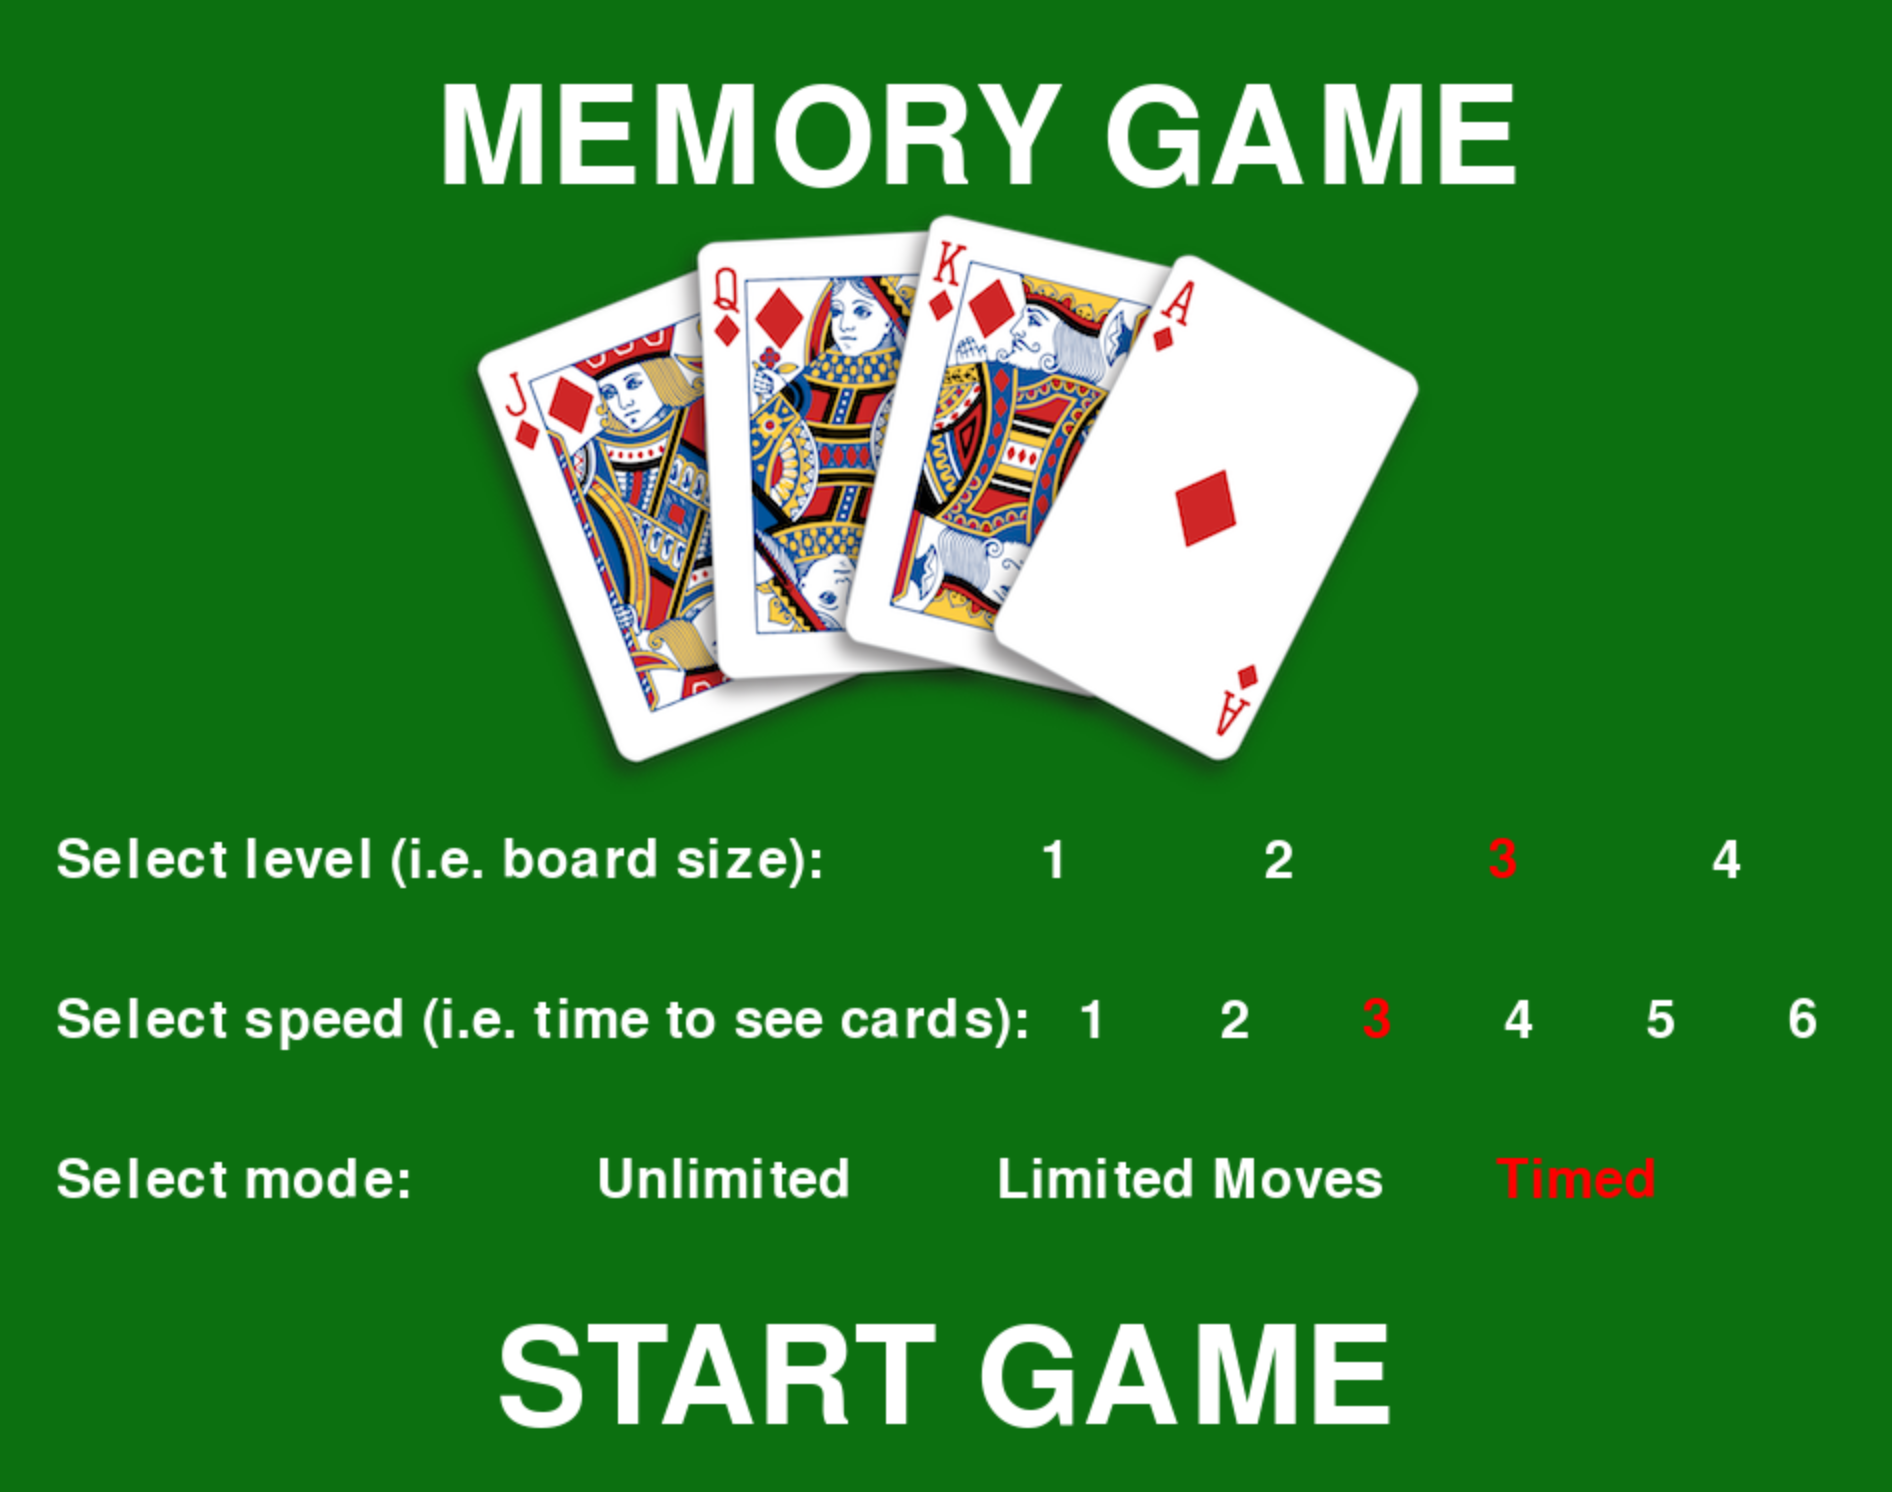 MEMORY GAME
J
Q
K
A
A
Select level (i.e. board size): 1 2 3 4
Select speed (i.e. time to see cards): 1 2 3 4 5 6
Select mode: Unlimited Limited Moves Timed
START GAME